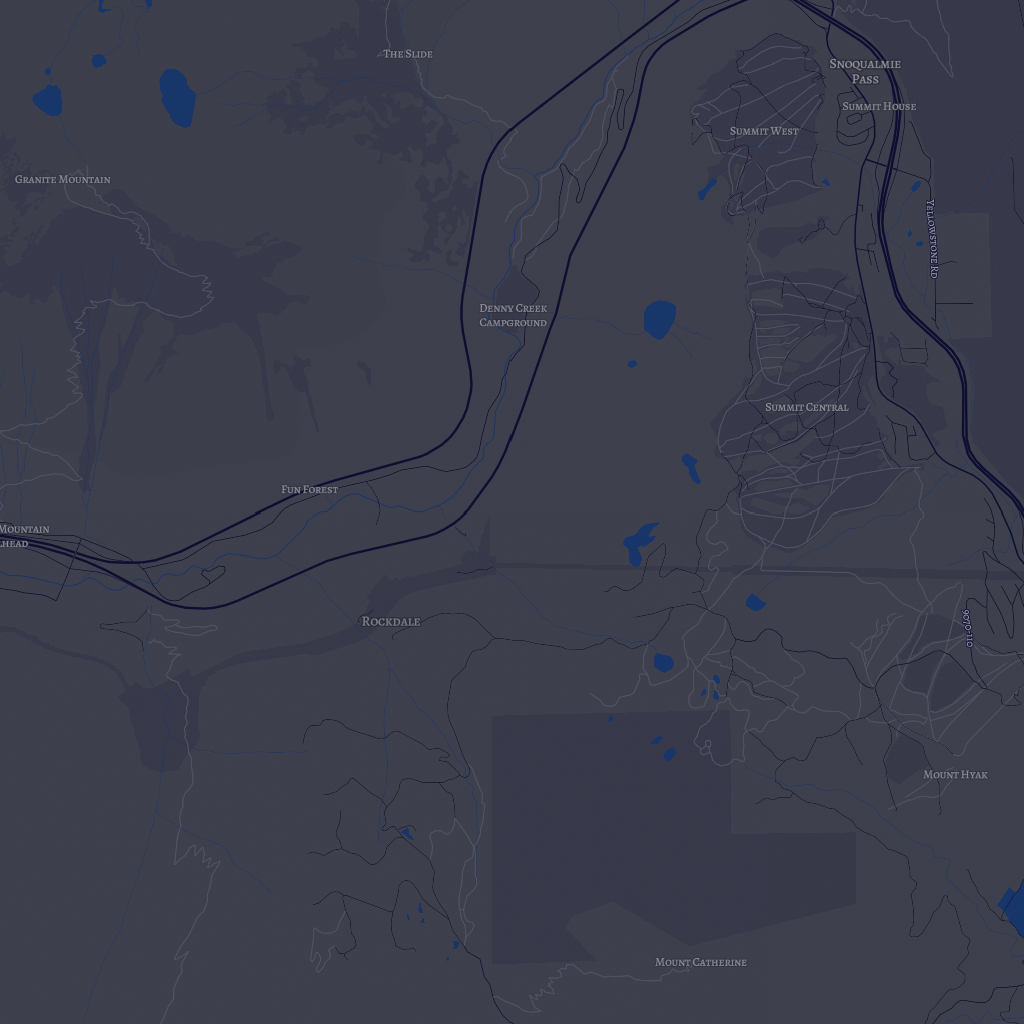 The Slide
Snoqualmie
Pass
Summit House
Summit West
Granite Mountain
Yellowstone Rd
Denny Creek
Campground
Summit Central
Fun Forest
Mountain
lhead
Rockdale
9070-110
Mount Hyak
Mount Catherine